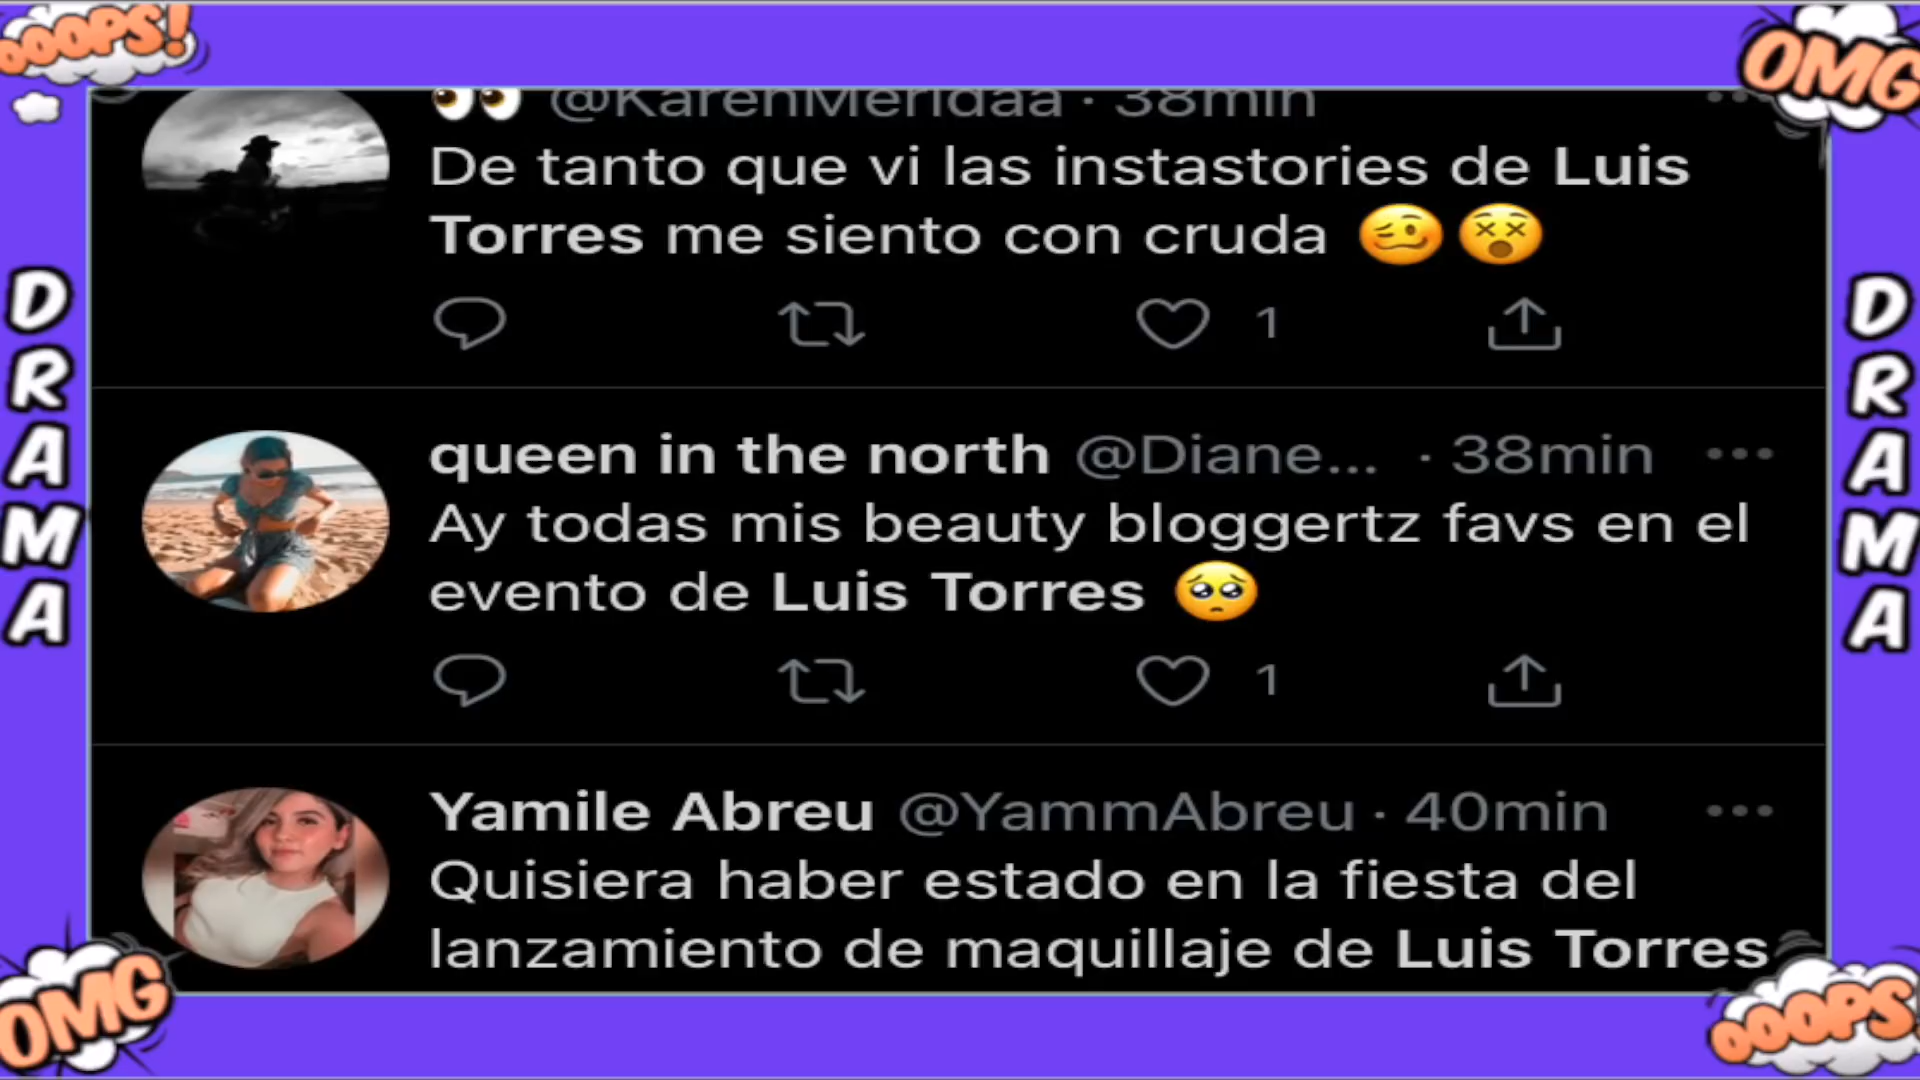 OOOPS!
OMG
👀 @KarenMeridaa · 38min
De tanto que vi las instastories de Luis
Torres me siento con cruda 🥴😵
1
queen in the north @Diane... · 38min
Ay todas mis beauty bloggertz favs en el
evento de Luis Torres 🥺
1
Yamile Abreu @YammAbreu · 40min
Quisiera haber estado en la fiesta del
lanzamiento de maquillaje de Luis Torres
DRAMA
DRAMA
OMG
OOOPS!